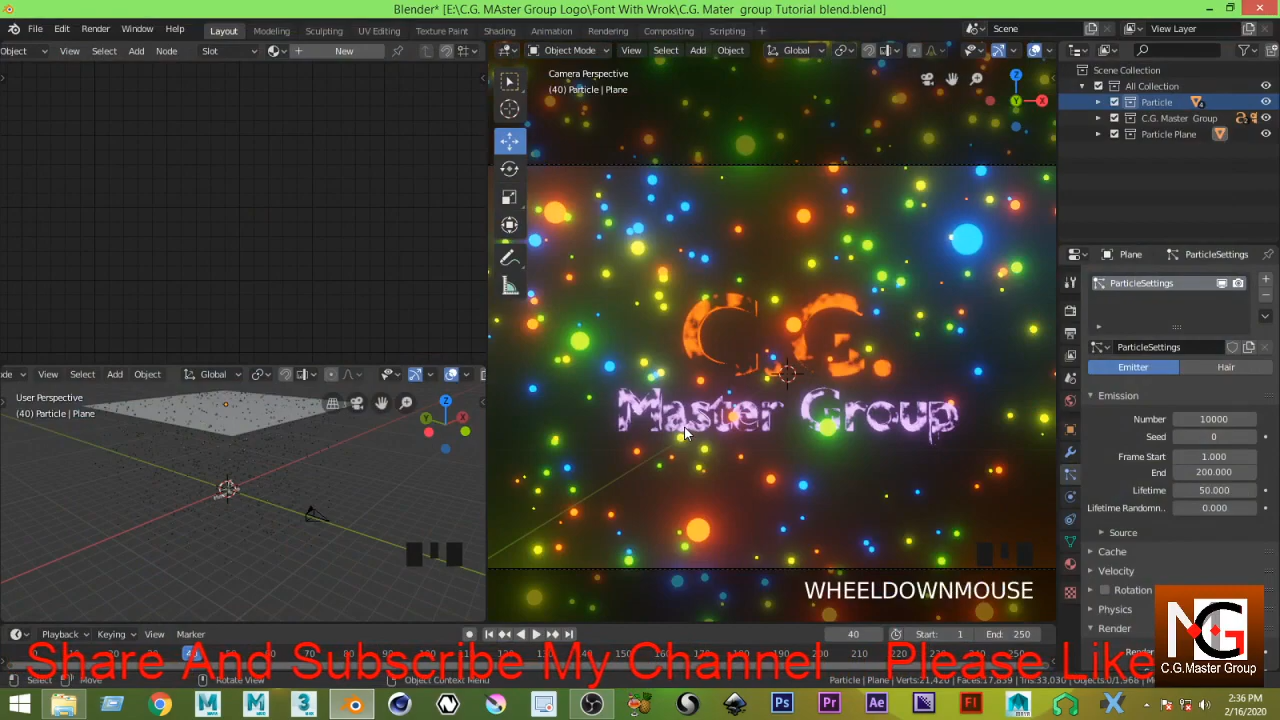 Blender* [E:\C.G. MAster Group Logo\Font With Wrok\C.G. Mater group Tutorial blend.blend]
File Edit Render Window Help Layout Modeling Sculpting UV Editing Texture Paint Shading Animation Compositing Rendering Scripting Scene View Layer
Object View Select Add Node Slot New
Object Mode View Select Add Object Global
Camera Perspective
(40) Particle | Plane
Scene Collection
All Collection
Particle
C.G. Master Group
Particle Plane
Plane ParticleSettings
ParticleSettings
ParticleSettings
Emitter Hair
Emission
Number 10000
Seed 0
Frame Start 1.000
End 200.000
Lifetime 50.000
Lifetime Randomn.. 0.000
Source
Cache
Velocity
Rotation
Physics
Render
C.G.
Master Group
View Select Add Object Global
User Perspective
(40) Particle | Plane
WHEELDOWNMOUSE
Playback Keying View Marker 40 Start: 1 End: 250
Share And Subscribe My Channel Please Like
Select Move Rotate View Object Context Menu
NCG
C.G.Master Group
2:36 PM
2/16/2020